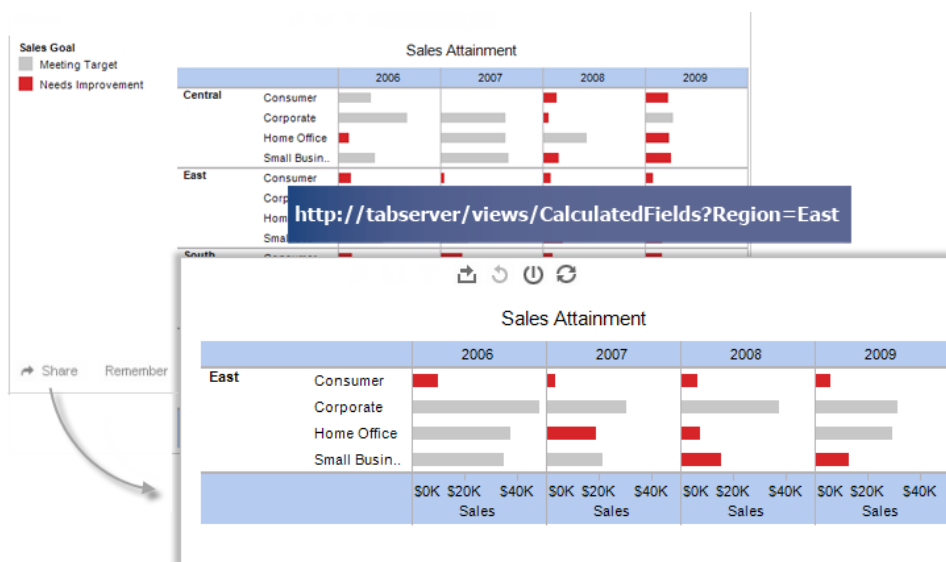 Sales Goal
Meeting Target
Needs Improvement
Sales Attainment
2006 2007 2008 2009
Central Consumer
Corporate
Home Office
Small Busin..
East Consumer
http://tabserver/views/CalculatedFields?Region=East
South Consumer
Share Remember
Sales Attainment
2006 2007 2008 2009
East Consumer
Corporate
Home Office
Small Busin..
$0K $20K $40K $0K $20K $40K $0K $20K $40K $0K $20K $40K
Sales Sales Sales Sales